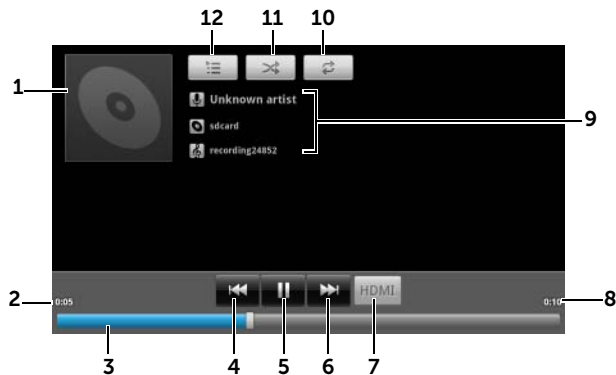 12 11 10
1
Unknown artist
9
sdcard
recording24852
HDMI
2 0:05 0:10 8
3 4 5 6 7